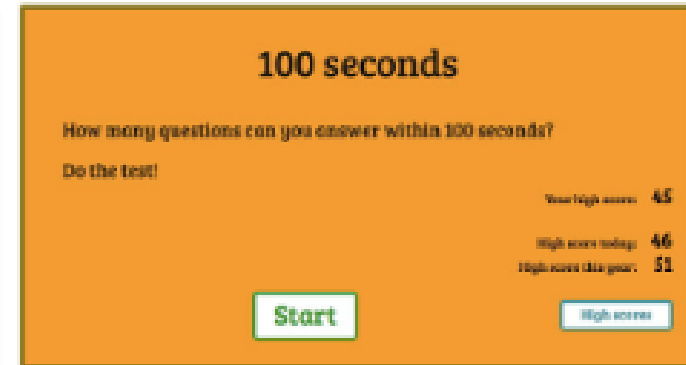 100 seconds
How many questions can you answer within 100 seconds?
Do the test!
Your high score: 45
High score today: 46
High score this year: 51
Start
High scores